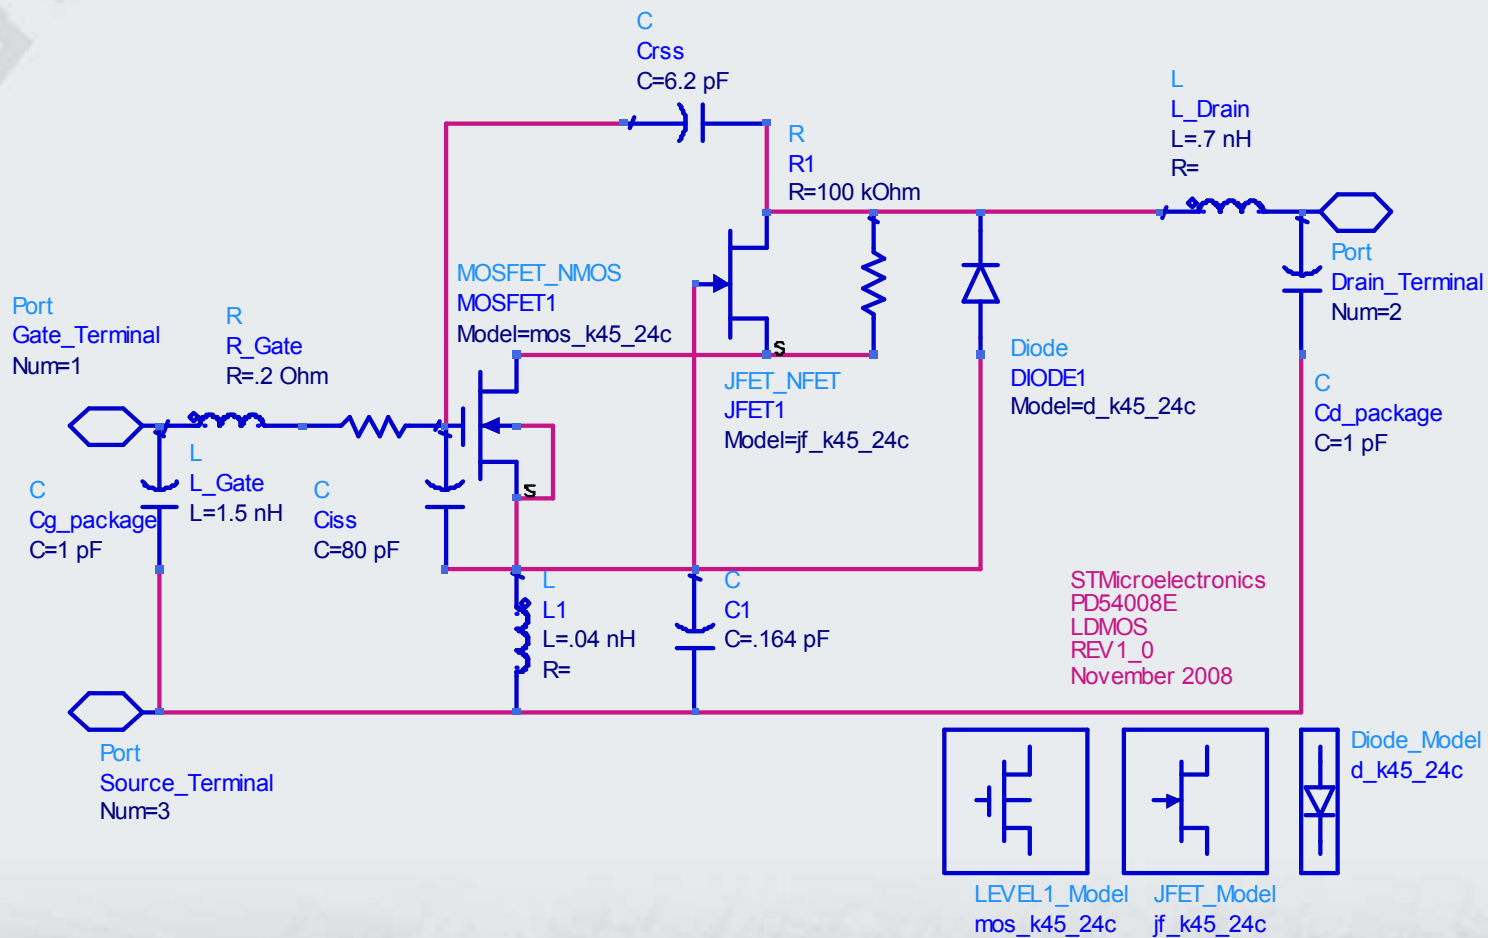 C
Crss
C=6.2 pF
L
L_Drain
L=.7 nH
R=
R
R1
R=100 kOhm
MOSFET_NMOS
MOSFET1
Model=mos_k45_24c
Port
Gate_Terminal
Num=1
R
R_Gate
R=.2 Ohm
Port
Drain_Terminal
Num=2
S
JFET_NFET
JFET1
Model=jf_k45_24c
Diode
DIODE1
Model=d_k45_24c
C
Cd_package
C=1 pF
L
L_Gate
L=1.5 nH
C
Cg_package
C=1 pF
C
Ciss
C=80 pF
S
L
L1
L=.04 nH
R=
C
C1
C=.164 pF
STMicroelectronics
PD54008E
LDMOS
REV1_0
November 2008
Port
Source_Terminal
Num=3
LEVEL1_Model
mos_k45_24c
JFET_Model
jf_k45_24c
Diode_Model
d_k45_24c